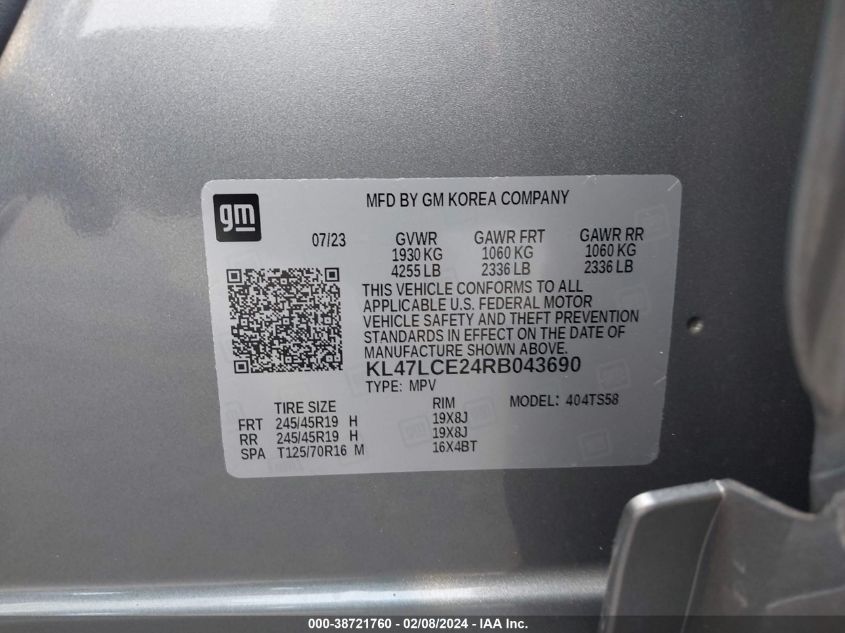 gm
MFD BY GM KOREA COMPANY
07/23 GVWR GAWR FRT GAWR RR
1930 KG 1060 KG 1060 KG
4255 LB 2336 LB 2336 LB
THIS VEHICLE CONFORMS TO ALL
APPLICABLE U.S. FEDERAL MOTOR
VEHICLE SAFETY AND THEFT PREVENTION
STANDARDS IN EFFECT ON THE DATE OF
MANUFACTURE SHOWN ABOVE.
KL47LCE24RB043690
TYPE: MPV
TIRE SIZE RIM MODEL: 404TS58
FRT 245/45R19 H 19X8J
RR 245/45R19 H 19X8J
SPA T125/70R16 M 16X4BT
000-38721760 - 02/08/2024 - IAA Inc.